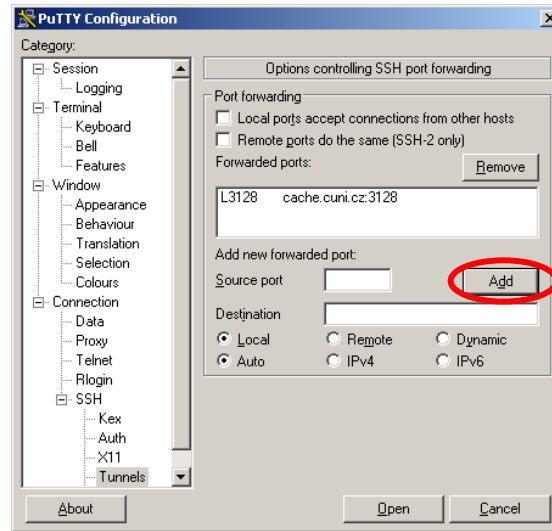 PuTTY Configuration
Category:
Session
Logging
Terminal
Keyboard
Bell
Features
Window
Appearance
Behaviour
Translation
Selection
Colours
Connection
Data
Proxy
Telnet
Rlogin
SSH
Kex
Auth
X11
Tunnels
Options controlling SSH port forwarding
Port forwarding
Local ports accept connections from other hosts
Remote ports do the same (SSH-2 only)
Forwarded ports:
Remove
L3128 cache.cuni.cz:3128
Add new forwarded port:
Source port
Add
Destination
Local Remote Dynamic
Auto IPv4 IPv6
About Open Cancel